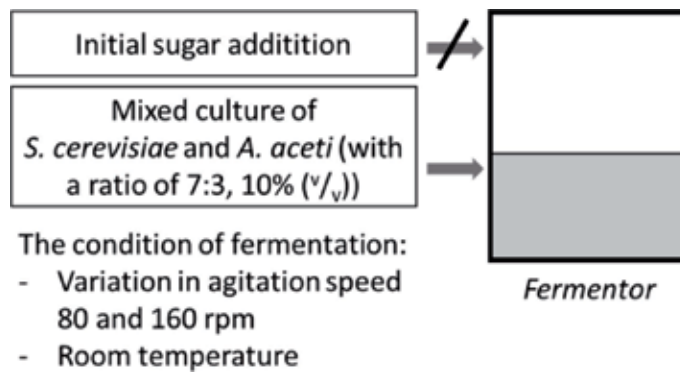 Initial sugar additition
Mixed culture of
S. cerevisiae and A. aceti (with
a ratio of 7:3, 10% (v/v))
The condition of fermentation:
- Variation in agitation speed
80 and 160 rpm
- Room temperature
Fermentor